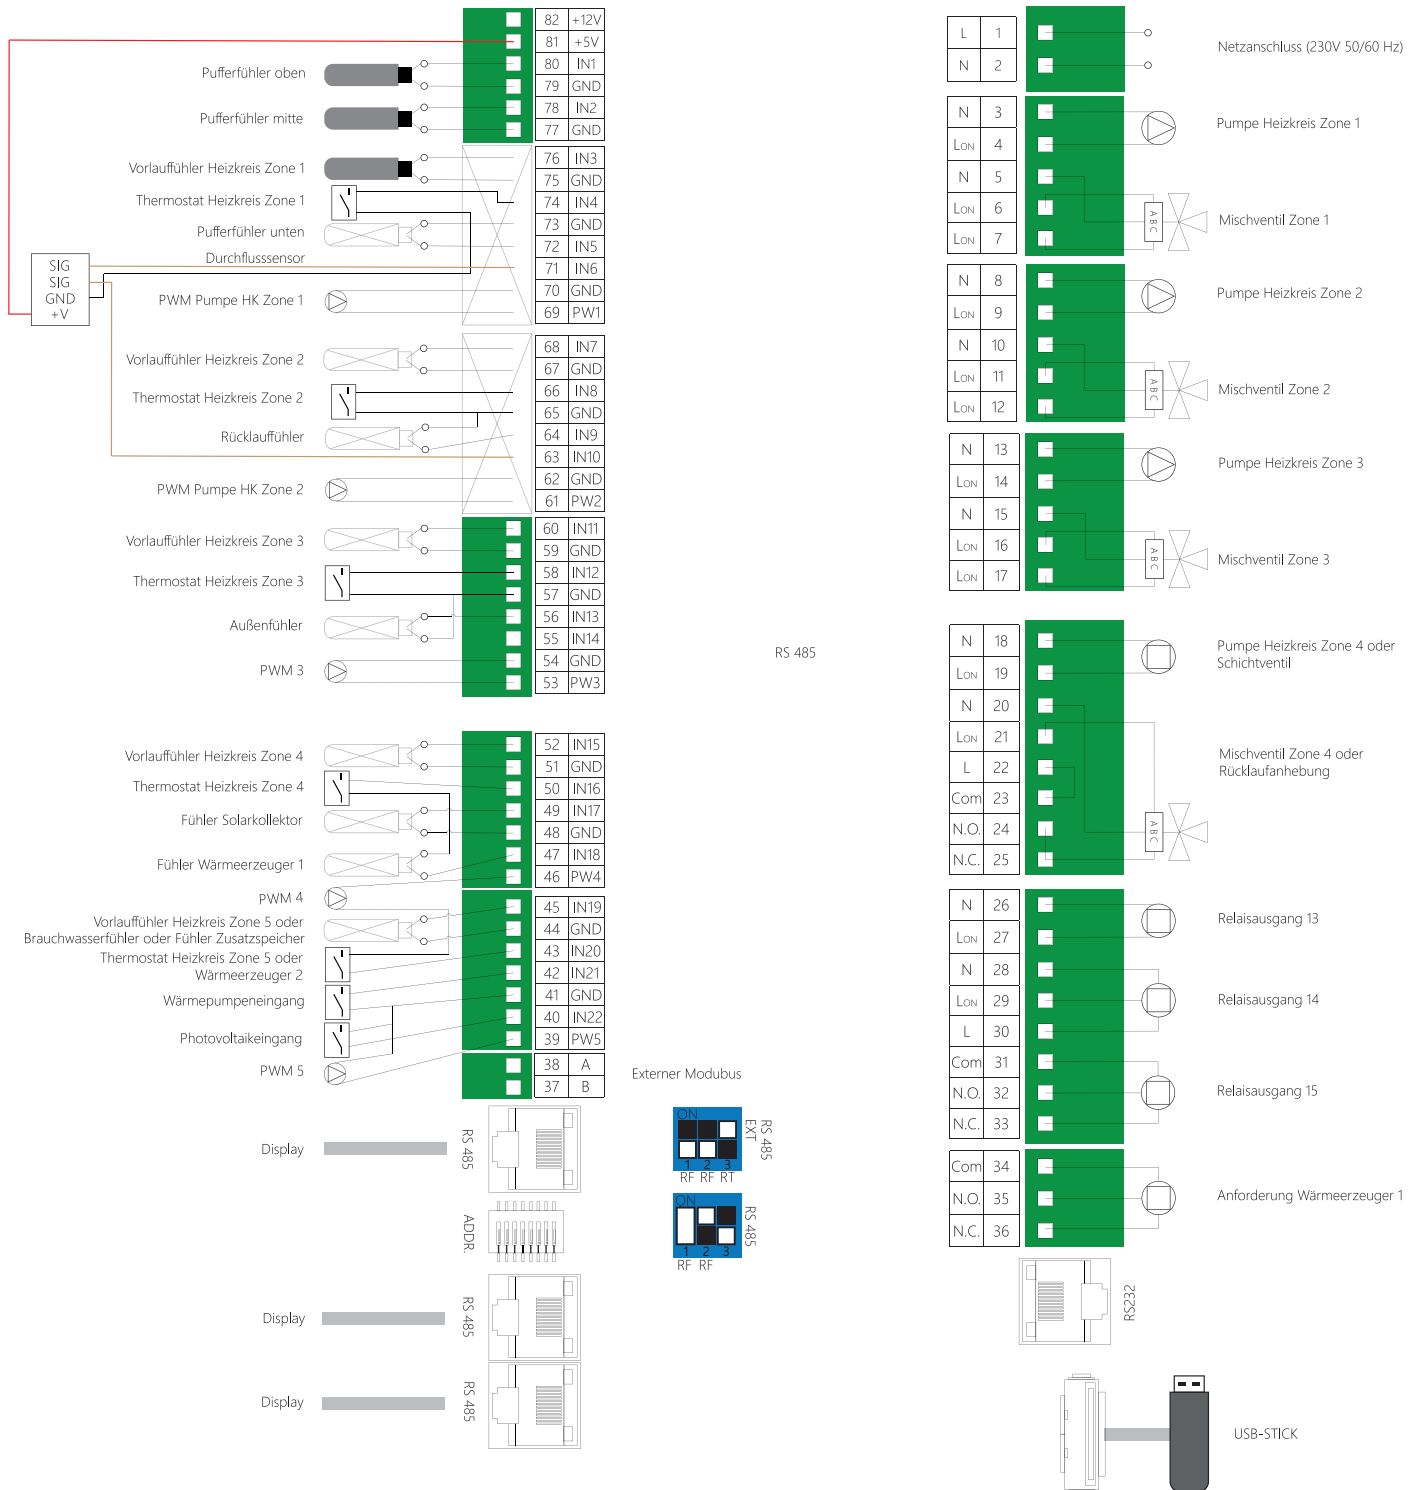 82 +12V
81 +5V
Pufferfühler oben 80 IN1
79 GND
Pufferfühler mitte 78 IN2
77 GND
Vorlauffühler Heizkreis Zone 1 76 IN3
75 GND
Thermostat Heizkreis Zone 1 74 IN4
73 GND
Pufferfühler unten 72 IN5
Durchflusssensor 71 IN6
SIG
SIG
GND
+V
70 GND
PWM Pumpe HK Zone 1 69 PW1
68 IN7
Vorlauffühler Heizkreis Zone 2 67 GND
66 IN8
Thermostat Heizkreis Zone 2 65 GND
Rücklauffühler 64 IN9
63 IN10
62 GND
PWM Pumpe HK Zone 2 61 PW2
60 IN11
Vorlauffühler Heizkreis Zone 3 59 GND
58 IN12
Thermostat Heizkreis Zone 3 57 GND
56 IN13
Außenfühler 55 IN14
54 GND
PWM 3 53 PW3
52 IN15
Vorlauffühler Heizkreis Zone 4 51 GND
Thermostat Heizkreis Zone 4 50 IN16
49 IN17
Fühler Solarkollektor 48 GND
47 IN18
Fühler Wärmeerzeuger 1 46 PW4
PWM 4
45 IN19
Vorlauffühler Heizkreis Zone 5 oder
Brauchwasserfühler oder Fühler Zusatzspeicher
44 GND
43 IN20
Thermostat Heizkreis Zone 5 oder
Wärmeerzeuger 2
42 IN21
Wärmepumpeneingang 41 GND
40 IN22
Photovoltaikeingang 39 PW5
PWM 5
38 A
37 B
Externer Modubus
Display RS 485
ADDR.
Display RS 485
Display RS 485
ON
1 2 3
RF RF RT
RS 485
EXT
ON
1 2 3
RF RF
RS 485
RS 485
L 1
N 2
Netzanschluss (230V 50/60 Hz)
N 3
LON 4
Pumpe Heizkreis Zone 1
N 5
LON 6
LON 7
A B C
Mischventil Zone 1
N 8
LON 9
Pumpe Heizkreis Zone 2
N 10
LON 11
LON 12
A B C
Mischventil Zone 2
N 13
LON 14
Pumpe Heizkreis Zone 3
N 15
LON 16
LON 17
A B C
Mischventil Zone 3
N 18
LON 19
Pumpe Heizkreis Zone 4 oder
Schichtventil
N 20
LON 21
L 22
Com 23
N.O. 24
N.C. 25
A B C
Mischventil Zone 4 oder
Rücklaufanhebung
N 26
LON 27
Relaisausgang 13
N 28
LON 29
L 30
Relaisausgang 14
Com 31
N.O. 32
N.C. 33
Relaisausgang 15
Com 34
N.O. 35
N.C. 36
Anforderung Wärmeerzeuger 1
RS232
USB-STICK